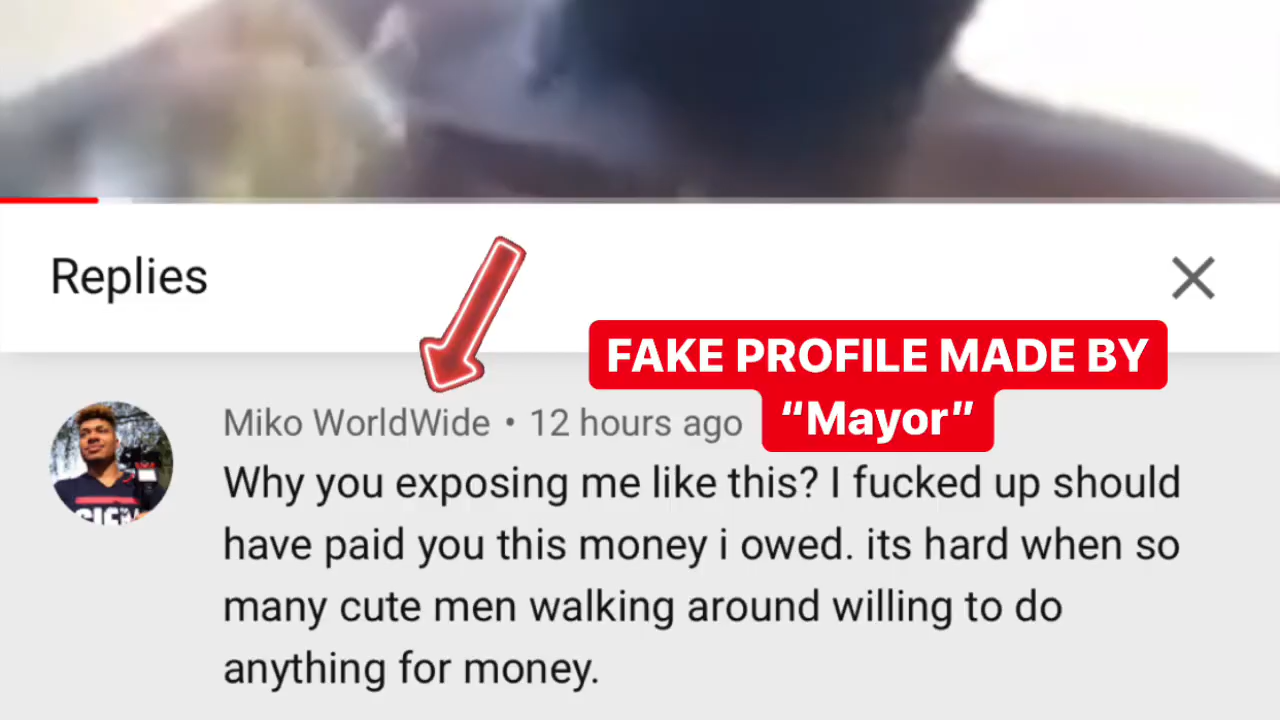 Replies
FAKE PROFILE MADE BY
“Mayor”
Miko WorldWide • 12 hours ago
Why you exposing me like this? I fucked up should
have paid you this money i owed. its hard when so
many cute men walking around willing to do
anything for money.